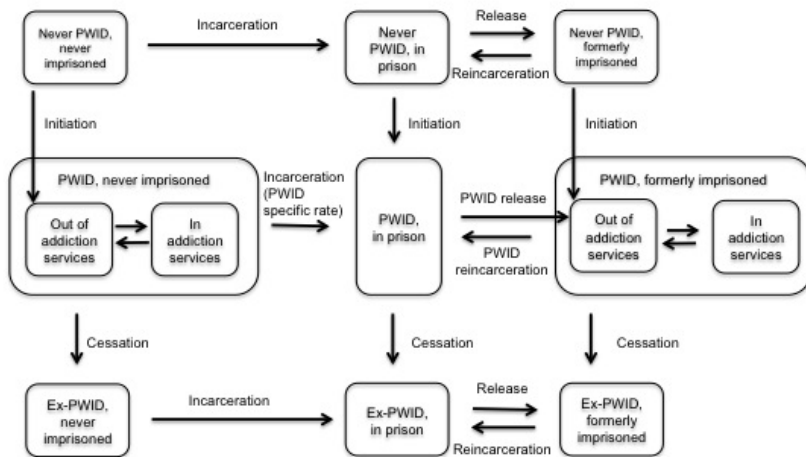 Never PWID,
never
imprisoned
Incarceration
Never
PWID, in
prison
Release
Reincarceration
Never PWID,
formerly
imprisoned
Initiation
Initiation
Initiation
PWID, never imprisoned
Out of
addiction
services
In
addiction
services
Incarceration
(PWID
specific rate)
PWID,
in prison
PWID release
PWID
reincarceration
PWID, formerly imprisoned
Out of
addiction
services
In
addiction
services
Cessation
Cessation
Cessation
Ex-PWID,
never
imprisoned
Incarceration
Ex-PWID,
in prison
Release
Reincarceration
Ex-PWID,
formerly
imprisoned